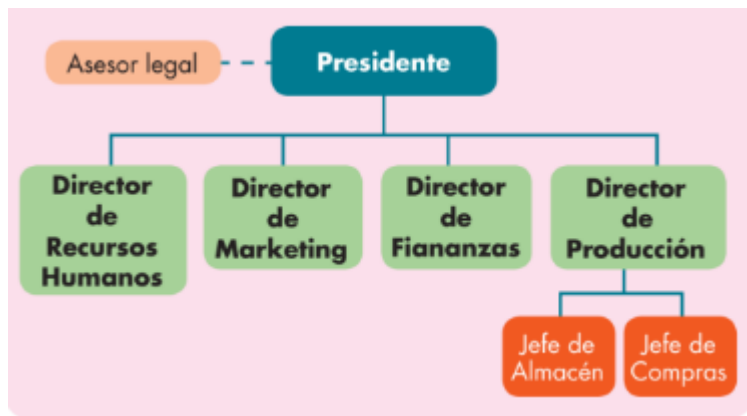 Asesor legal
Presidente
Director
de
Recursos
Humanos
Director
de
Marketing
Director
de
Fiananzas
Director
de
Producción
Jefe de
Almacén
Jefe de
Compras